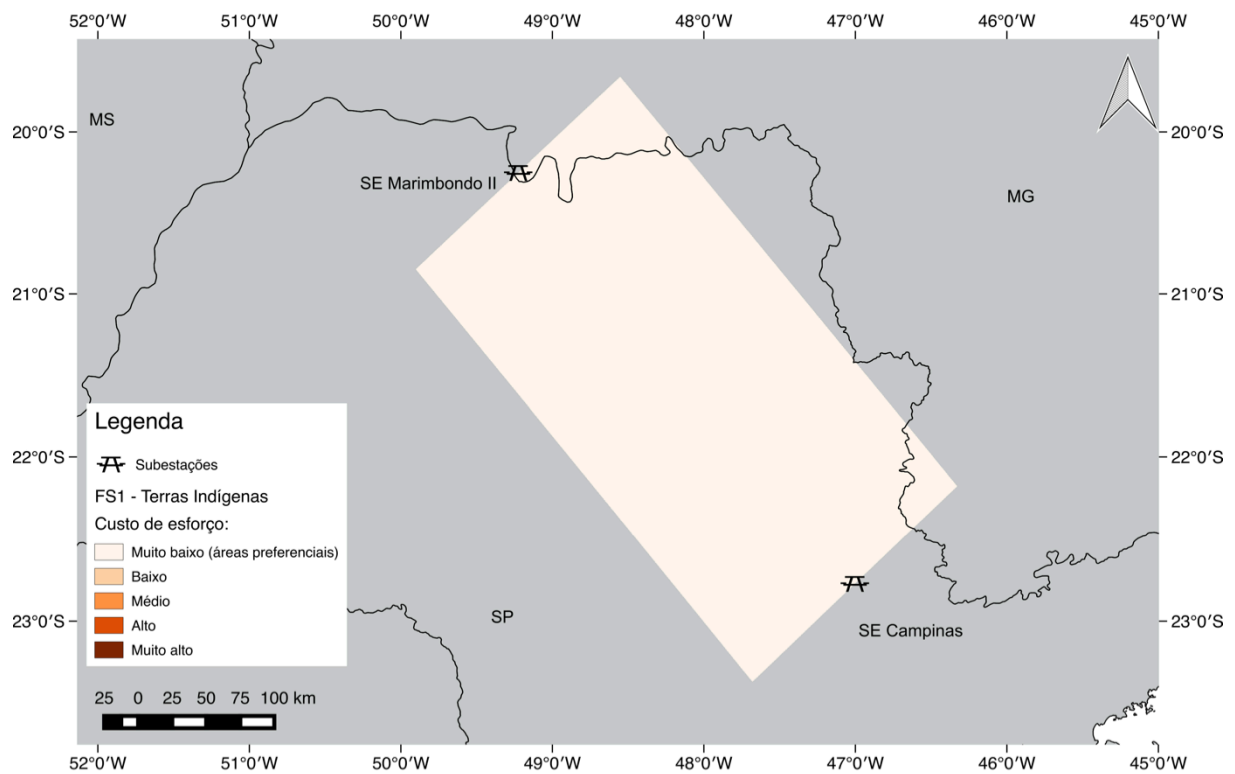 52°0′W 51°0′W 50°0′W 49°0′W 48°0′W 47°0′W 46°0′W 45°0′W
MS
20°0′S 20°0′S
SE Marimbondo II
MG
21°0′S 21°0′S
Legenda
22°0′S 22°0′S
Subestações
FS1 - Terras Indígenas
Custo de esforço:
Muito baixo (áreas preferenciais)
Baixo
Médio
Alto
Muito alto
23°0′S 23°0′S
SP
SE Campinas
25 0 25 50 75 100 km
52°0′W 51°0′W 50°0′W 49°0′W 48°0′W 47°0′W 46°0′W 45°0′W